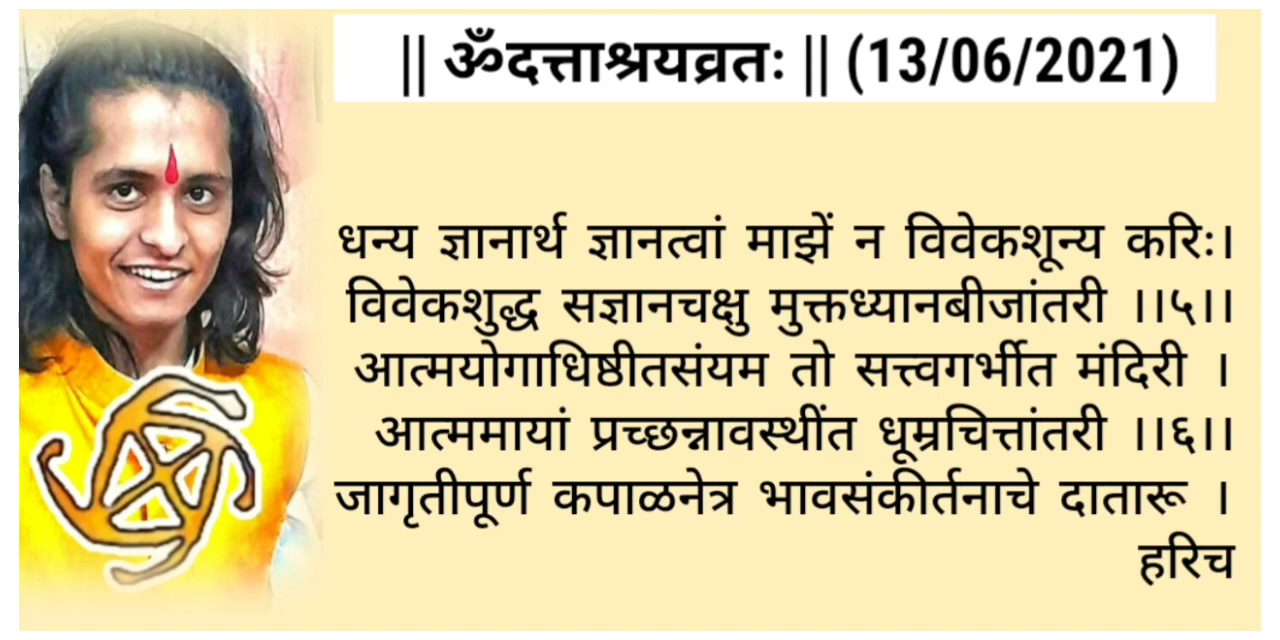 || ॐदत्ताश्रयव्रतः || (13/06/2021)
धन्य ज्ञानार्थ ज्ञानत्वां माझें न विवेकशून्य करिः।
विवेकशुद्ध सज्ञानचक्षु मुक्तध्यानबीजांतरी ।।५।।
आत्मयोगाधिष्ठीतसंयम तो सत्त्वगर्भीत मंदिरी ।
आत्ममायां प्रच्छन्नावस्थींत धूम्रचित्तांतरी ।।६।।
जागृतीपूर्ण कपाळनेत्र भावसंकीर्तनाचे दातारू ।
हरिच